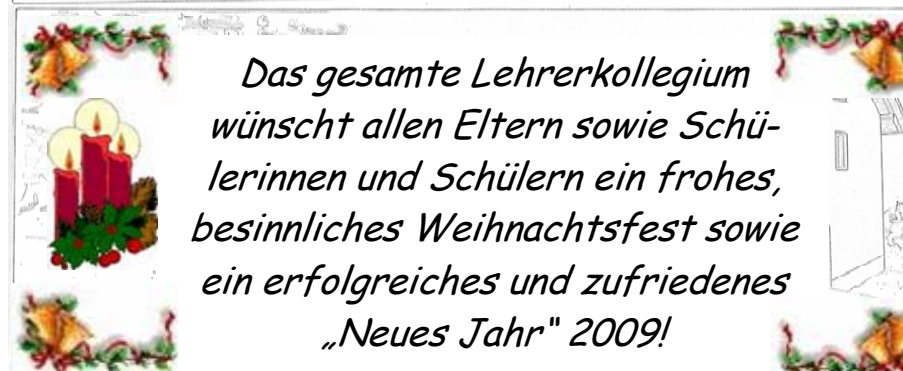 Das gesamte Lehrerkollegium
wünscht allen Eltern sowie Schü-
lerinnen und Schülern ein frohes,
besinnliches Weihnachtsfest sowie
ein erfolgreiches und zufriedenes
„Neues Jahr" 2009!